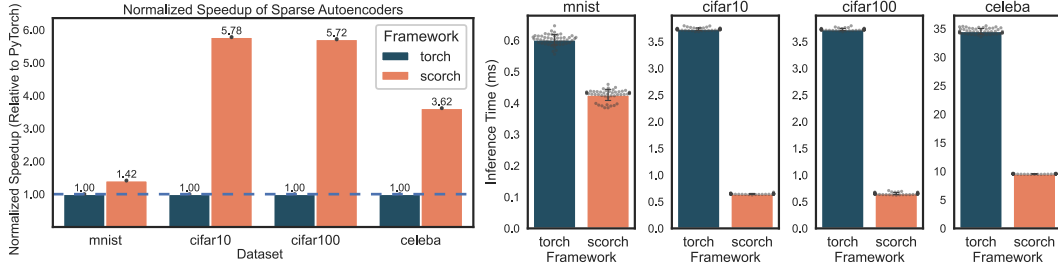 Normalized Speedup of Sparse Autoencoders
Normalized Speedup (Relative to PyTorch)
6.00
5.00
4.00
3.00
2.00
1.00
1.00
1.42
1.00
5.78
1.00
5.72
1.00
3.62
Framework
torch
scorch
mnist
cifar10
cifar100
celeba
Dataset
Inference Time (ms)
mnist
0.6
0.5
0.4
0.3
0.2
0.1
0.0
torch
scorch
Framework
cifar10
3.5
3.0
2.5
2.0
1.5
1.0
0.5
0.0
torch
scorch
Framework
cifar100
3.5
3.0
2.5
2.0
1.5
1.0
0.5
0.0
torch
scorch
Framework
celeba
35
30
25
20
15
10
5
0
torch
scorch
Framework